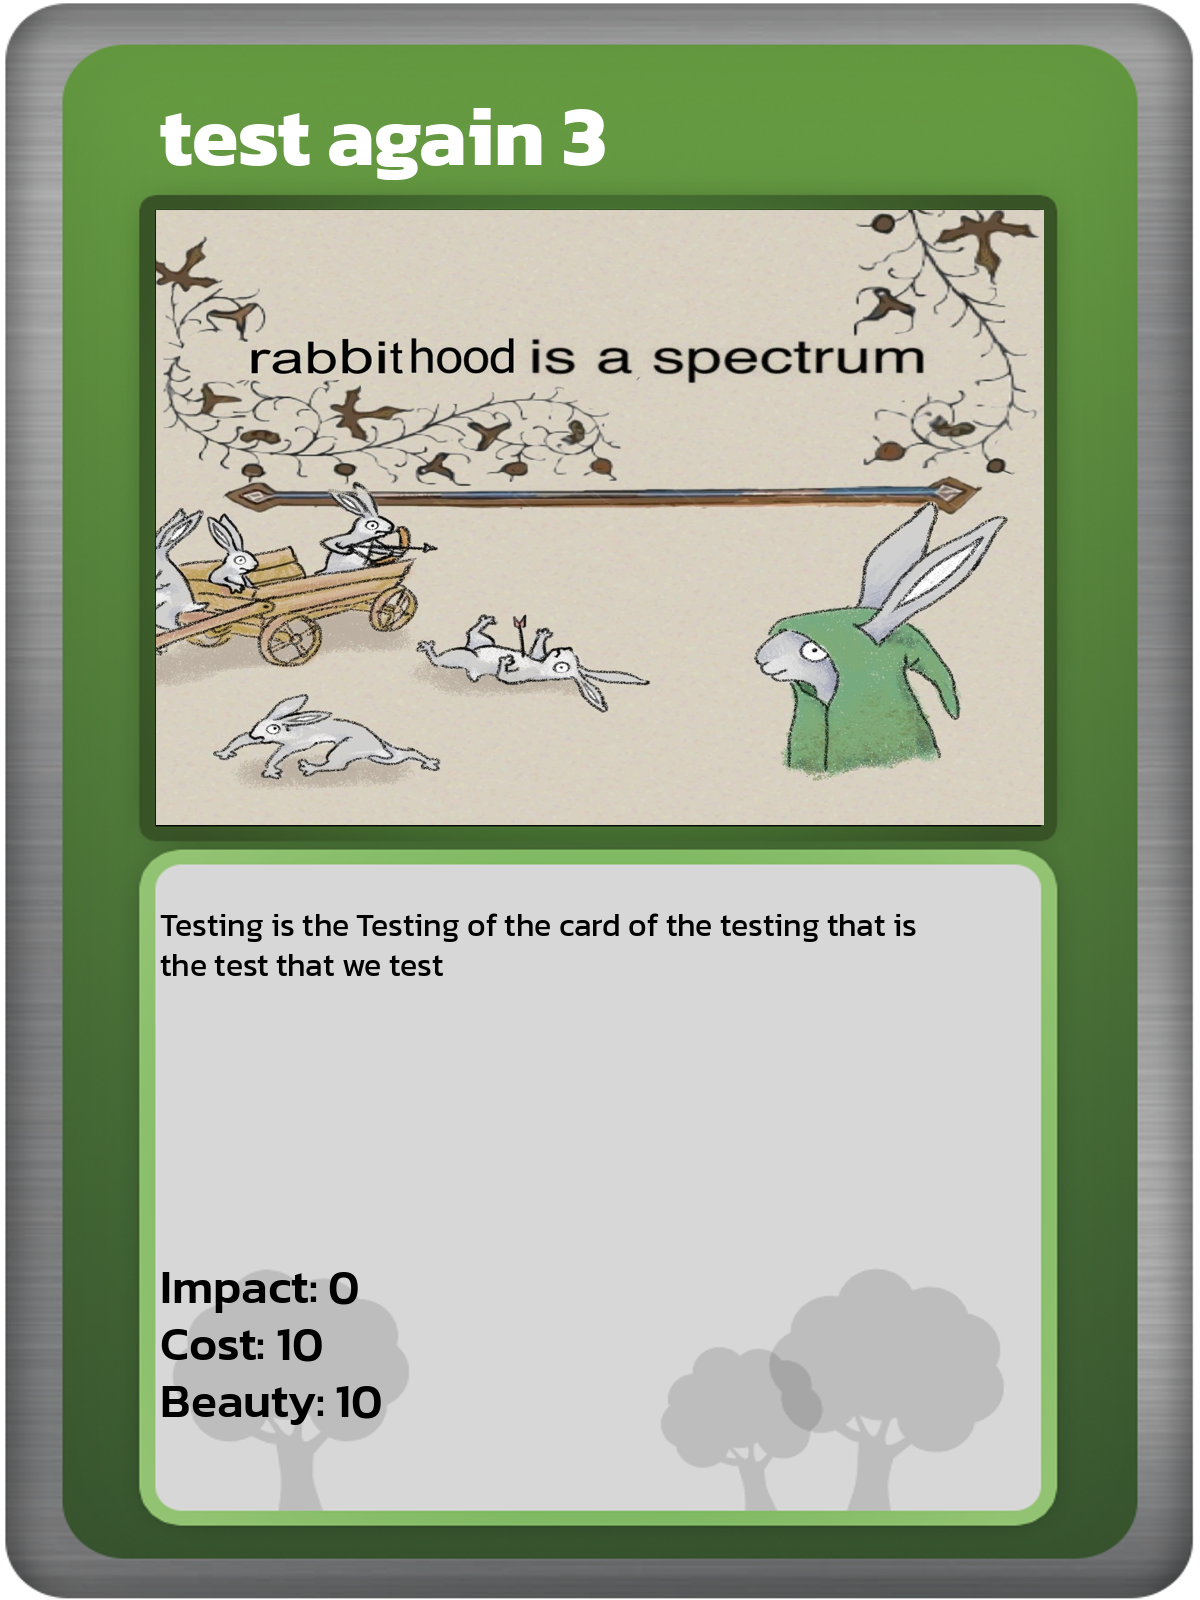 test again 3
rabbithood is a spectrum
Testing is the Testing of the card of the testing that is
the test that we test
Impact: 0
Cost: 10
Beauty: 10